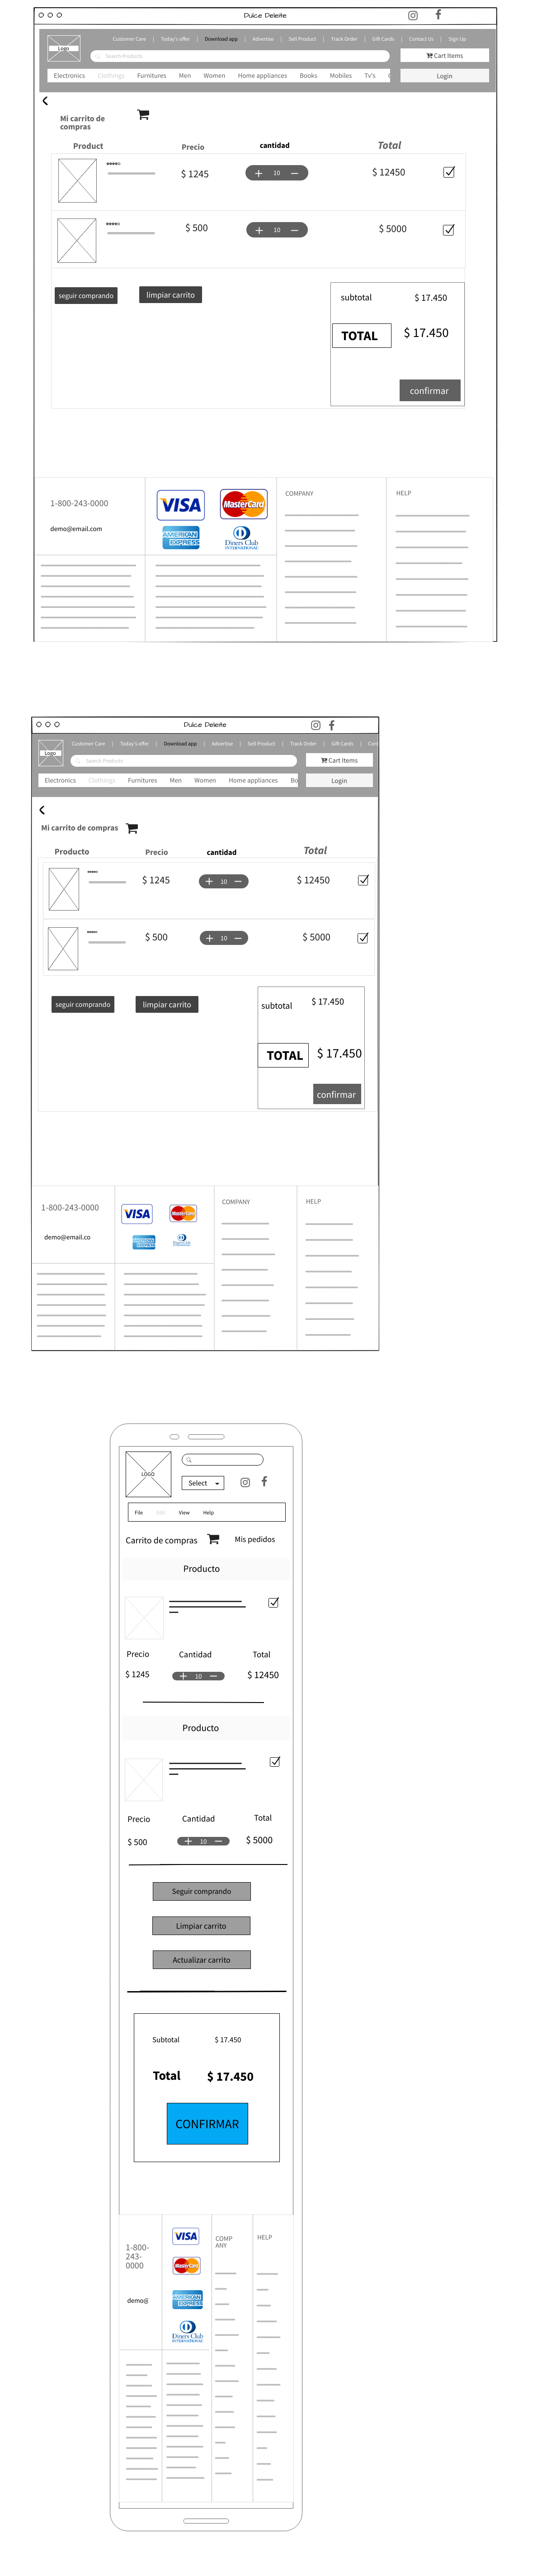 Dulce Deleite
Customer Care | Today's offer | Download app | Advertise | Sell Product | Track Order | Gift Cards | Contact Us | Sign Up
Logo
Search Products
Cart Items
Electronics Clothings Furnitures Men Women Home appliances Books Mobiles Tv's
Login
Mi carrito de
compras
Product Precio cantidad Total
$ 1245 + 10 — $ 12450
$ 500 + 10 — $ 5000
seguir comprando limpiar carrito
subtotal $ 17.450
TOTAL $ 17.450
confirmar
1-800-243-0000
demo@email.com
VISA MasterCard
AMERICAN EXPRESS Diners Club INTERNATIONAL
COMPANY
HELP
Dulce Deleite
Customer Care | Today's offer | Download app | Advertise | Sell Product | Track Order | Gift Cards | Cont
Logo
Search Products
Cart Items
Electronics Clothings Furnitures Men Women Home appliances Bo
Login
Mi carrito de compras
Producto Precio cantidad Total
$ 1245 + 10 — $ 12450
$ 500 + 10 — $ 5000
seguir comprando limpiar carrito
subtotal $ 17.450
TOTAL $ 17.450
confirmar
1-800-243-0000
demo@email.co
VISA MasterCard
AMERICAN EXPRESS
COMPANY
HELP
LOGO
Select
File Edit View Help
Carrito de compras Mis pedidos
Producto
Precio Cantidad Total
$ 1245 + 10 — $ 12450
Producto
Precio Cantidad Total
$ 500 + 10 — $ 5000
Seguir comprando
Limpiar carrito
Actualizar carrito
Subtotal $ 17.450
Total $ 17.450
CONFIRMAR
1-800-
243-
0000
demo@
VISA
MasterCard
AMERICAN EXPRESS
Diners Club
INTERNATIONAL
COMP
ANY
HELP